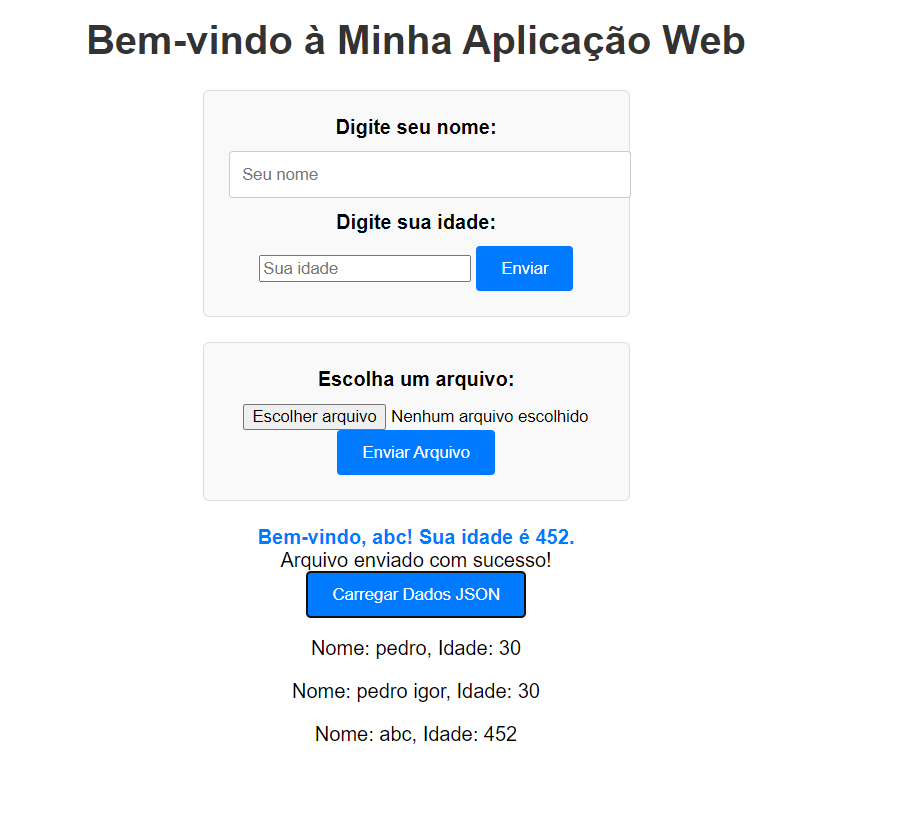 Bem-vindo à Minha Aplicação Web
Digite seu nome:
Seu nome
Digite sua idade:
Sua idade Enviar
Escolha um arquivo:
Escolher arquivo Nenhum arquivo escolhido
Enviar Arquivo
Bem-vindo, abc! Sua idade é 452.
Arquivo enviado com sucesso!
Carregar Dados JSON
Nome: pedro, Idade: 30
Nome: pedro igor, Idade: 30
Nome: abc, Idade: 452